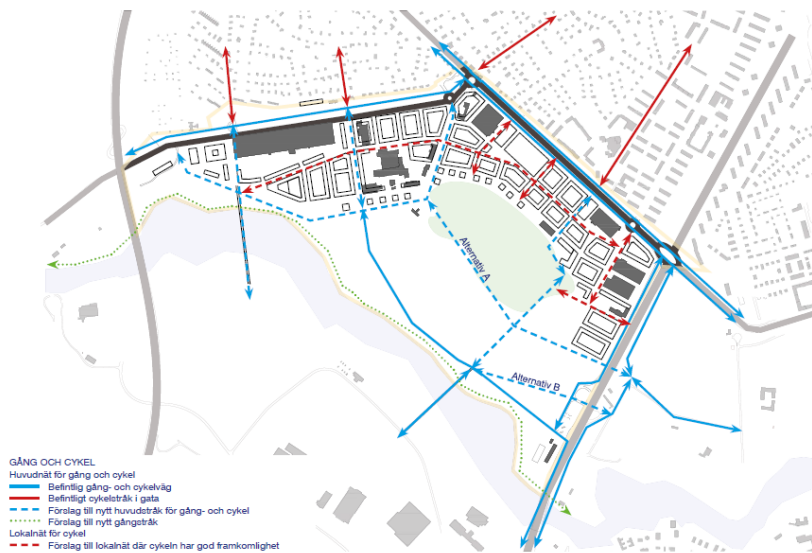 Alternativ A
Alternativ B
GÅNG OCH CYKEL
Huvudnät för gång och cykel
Befintlig gång- och cykelväg
Befintligt cykelstråk i gata
Förslag till nytt huvudstråk för gång- och cykel
Förslag till nytt gångstråk
Lokalnät för cykel
Förslag till lokalnät där cykeln har god framkomlighet